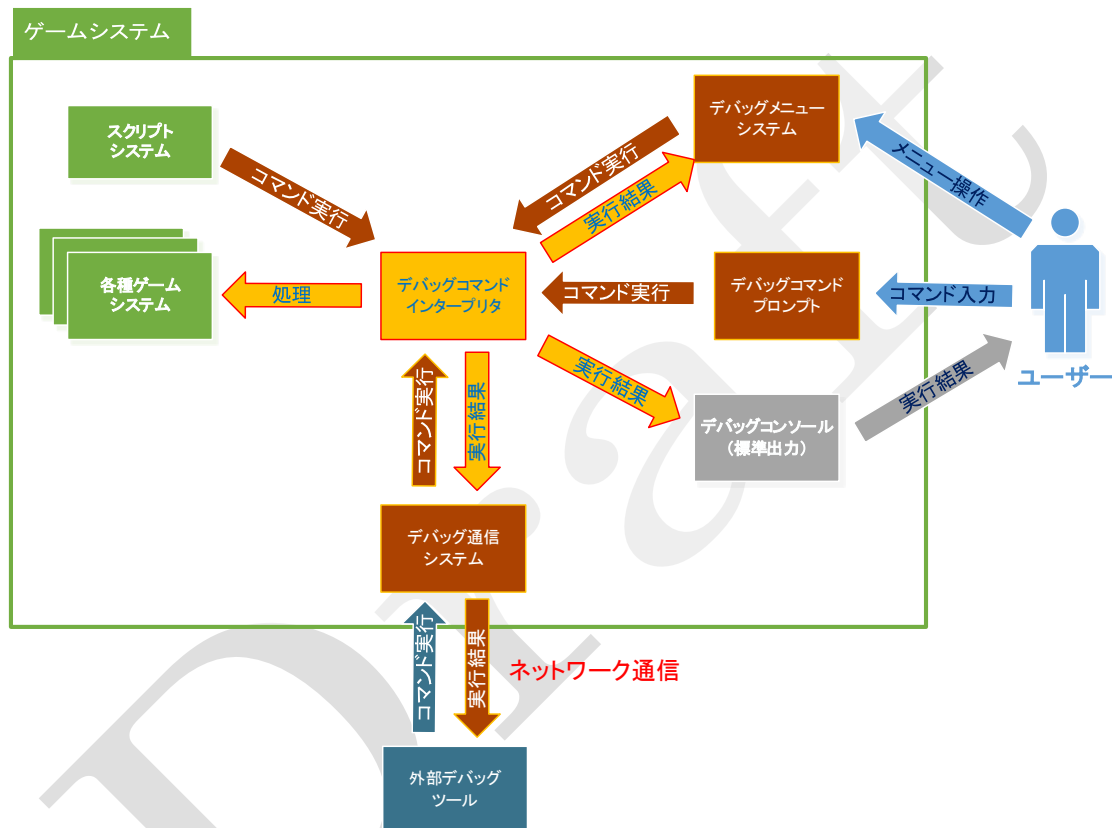 ゲームシステム
スクリプト
システム
コマンド実行
デバッグメニュー
システム
コマンド実行
実行結果
メニュー操作
各種ゲーム
システム
処理
デバッグコマンド
インタープリタ
コマンド実行
デバッグコマンド
プロンプト
コマンド入力
ユーザー
実行結果
デバッグコンソール
(標準出力)
実行結果
コマンド実行
実行結果
デバッグ通信
システム
コマンド実行
実行結果
ネットワーク通信
外部デバッグ
ツール
Draft